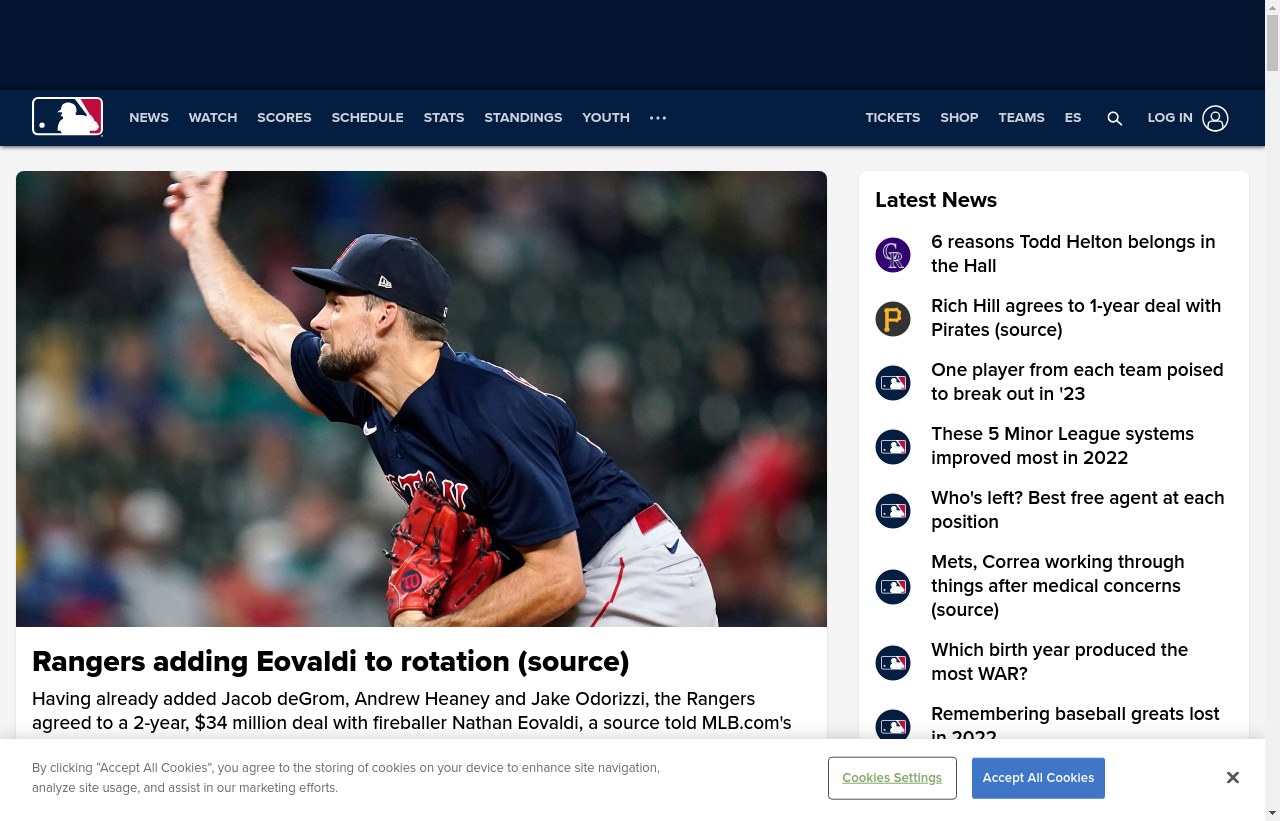 NEWS WATCH SCORES SCHEDULE STATS STANDINGS YOUTH ••• TICKETS SHOP TEAMS ES LOG IN
Rangers adding Eovaldi to rotation (source)
Having already added Jacob deGrom, Andrew Heaney and Jake Odorizzi, the Rangers
agreed to a 2-year, $34 million deal with fireballer Nathan Eovaldi, a source told MLB.com's
Latest News
6 reasons Todd Helton belongs in
the Hall
Rich Hill agrees to 1-year deal with
Pirates (source)
One player from each team poised
to break out in '23
These 5 Minor League systems
improved most in 2022
Who's left? Best free agent at each
position
Mets, Correa working through
things after medical concerns
(source)
Which birth year produced the
most WAR?
Remembering baseball greats lost
in 2022
By clicking “Accept All Cookies”, you agree to the storing of cookies on your device to enhance site navigation,
analyze site usage, and assist in our marketing efforts.
Cookies Settings
Accept All Cookies